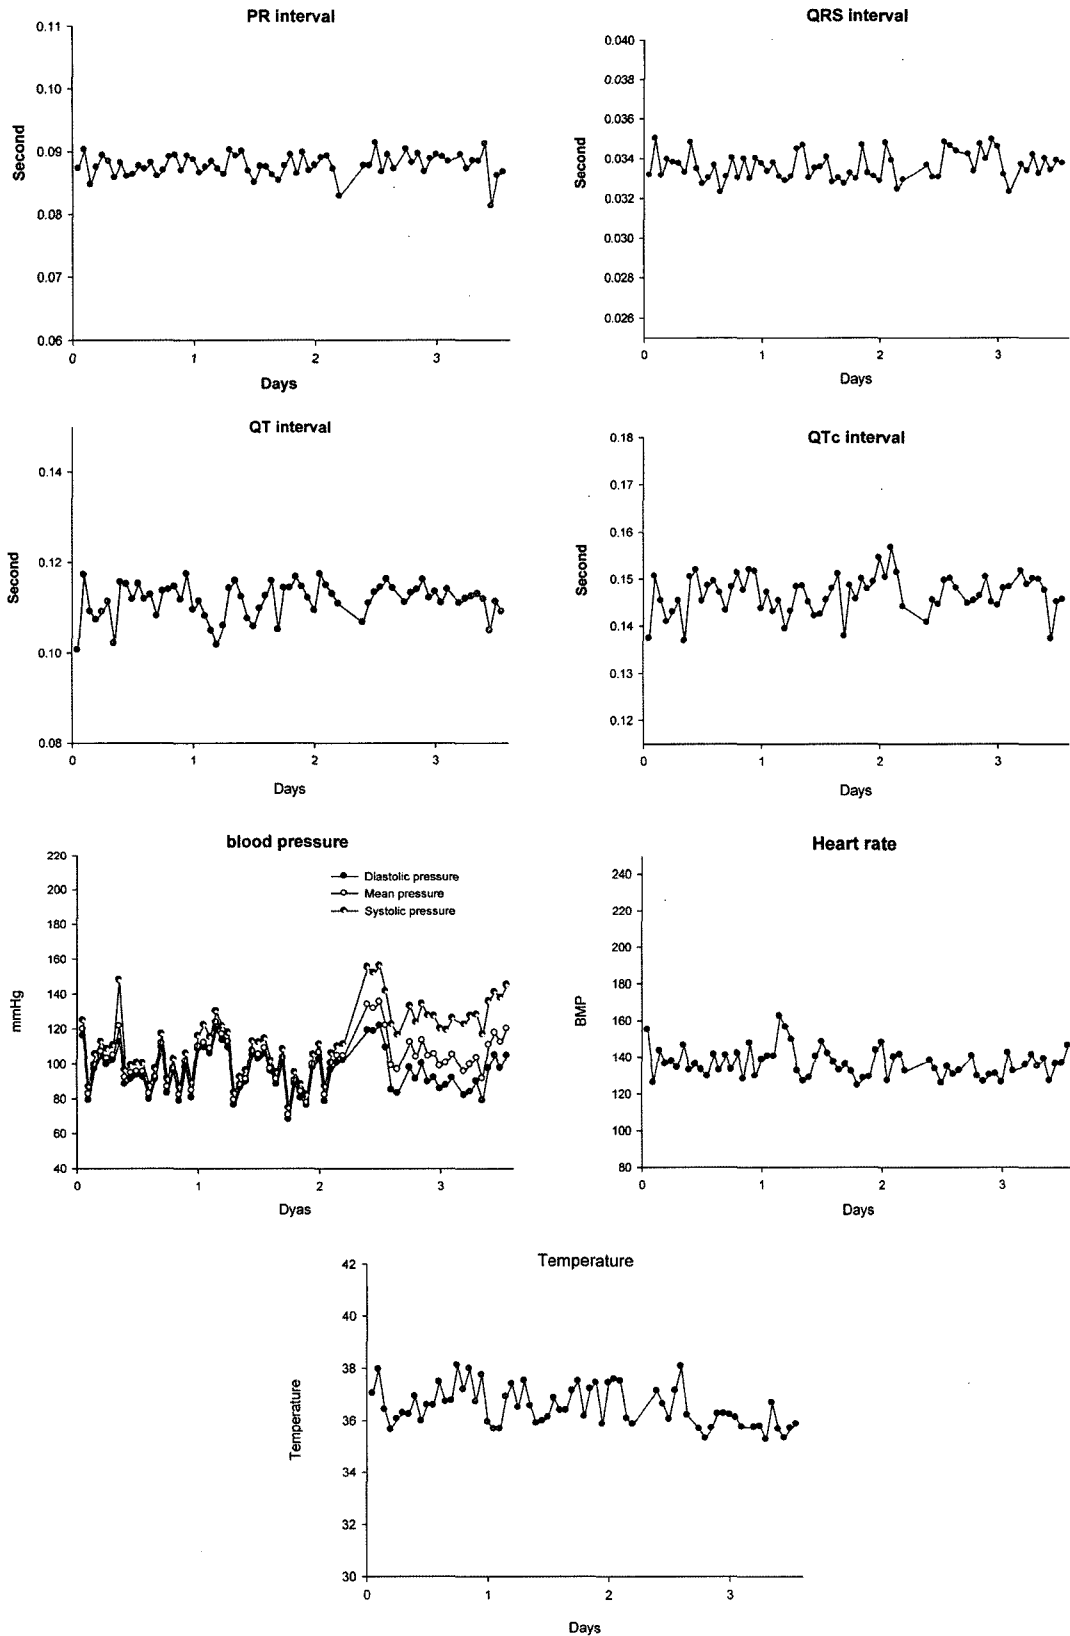 PR interval
0.11
0.10
0.09
0.08
0.07
0.06
Second
0 1 2 3
Days
QRS interval
0.040
0.038
0.036
0.034
0.032
0.030
0.028
0.026
Second
0 1 2 3
Days
QT interval
0.14
0.12
0.10
0.08
Second
0 1 2 3
Days
QTc interval
0.18
0.17
0.16
0.15
0.14
0.13
0.12
Second
0 1 2 3
Days
blood pressure
220
200
180
160
140
120
100
80
60
40
mmHg
Diastolic pressure
Mean pressure
Systolic pressure
0 1 2 3
Dyas
Heart rate
240
220
200
180
160
140
120
100
80
BMP
0 1 2 3
Days
Temperature
42
40
38
36
34
32
30
Temperature
0 1 2 3
Days